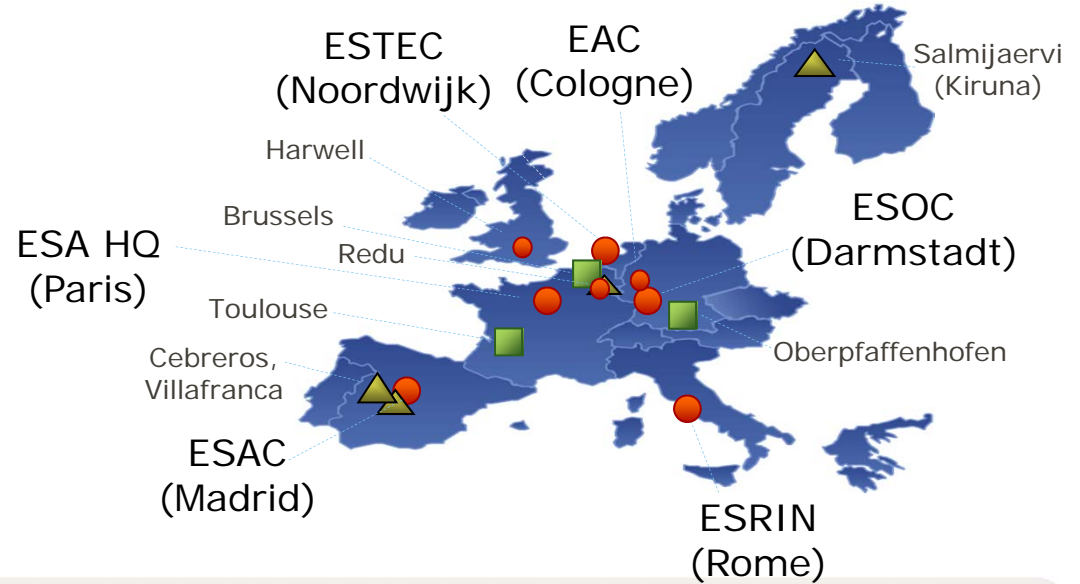 ESTEC
(Noordwijk)
EAC
(Cologne)
Salmijaervi
(Kiruna)
Harwell
Brussels
Redu
ESOC
(Darmstadt)
ESA HQ
(Paris)
Toulouse
Oberpfaffenhofen
Cebreros,
Villafranca
ESAC
(Madrid)
ESRIN
(Rome)